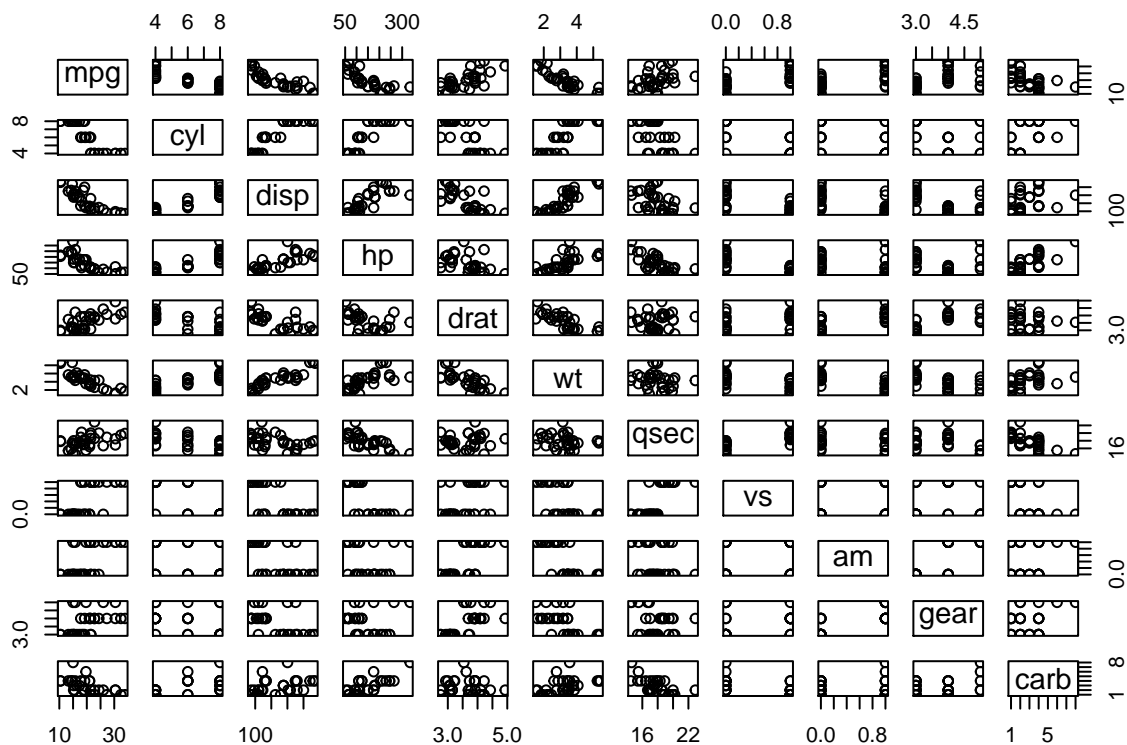 4 6 8 50 300 2 4 0.0 1.0 3.0 4.5
mpg 10
8 4 cyl
disp 100
50 hp
drat 3.0
2 wt
qsec 16
0.0 vs
am 0.0
3.0 gear
carb 8 1
10 30 100 3.0 5.0 16 22 0.0 0.8 1 5